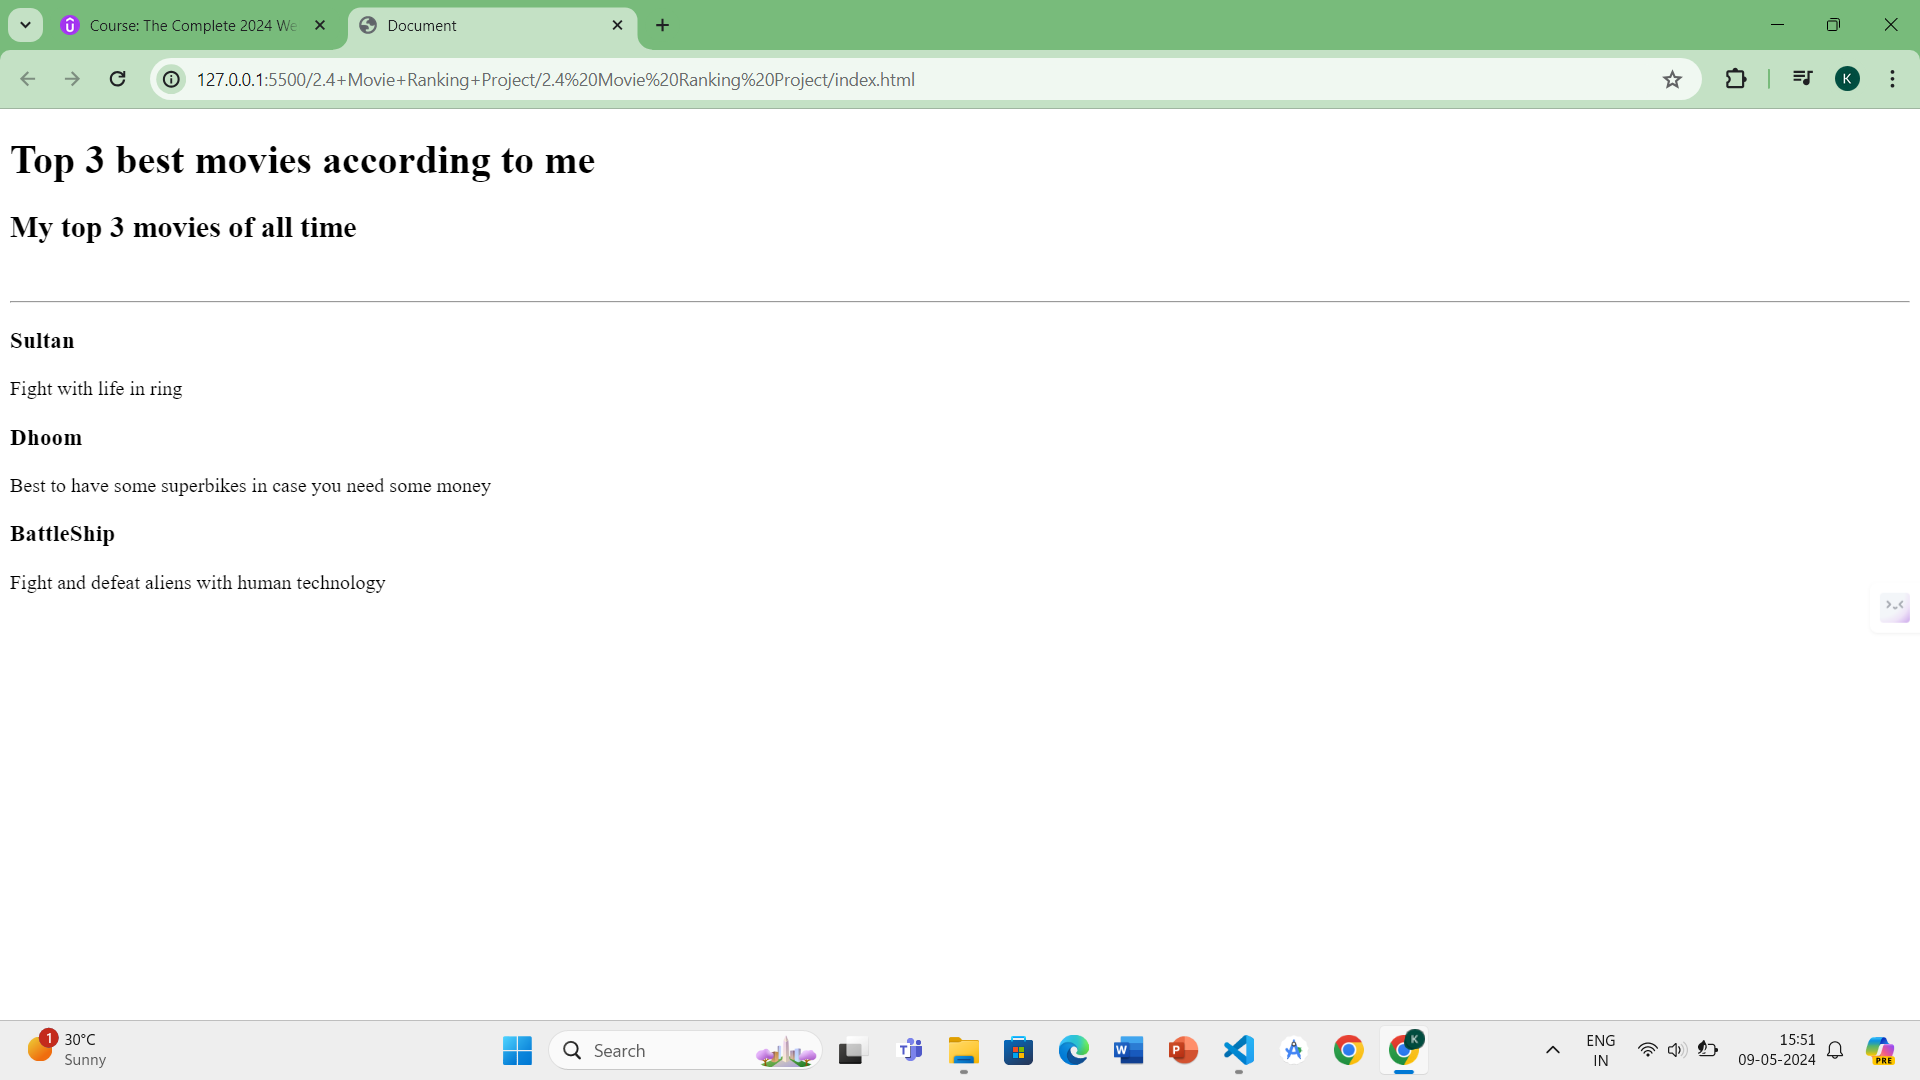 Course: The Complete 2024 We
Document
127.0.0.1:5500/2.4+Movie+Ranking+Project/2.4%20Movie%20Ranking%20Project/index.html
K
Top 3 best movies according to me
My top 3 movies of all time
Sultan
Fight with life in ring
Dhoom
Best to have some superbikes in case you need some money
BattleShip
Fight and defeat aliens with human technology
1
30°C
Sunny
Search
T
W
P
K
ENG
IN
15:51
09-05-2024
PRE